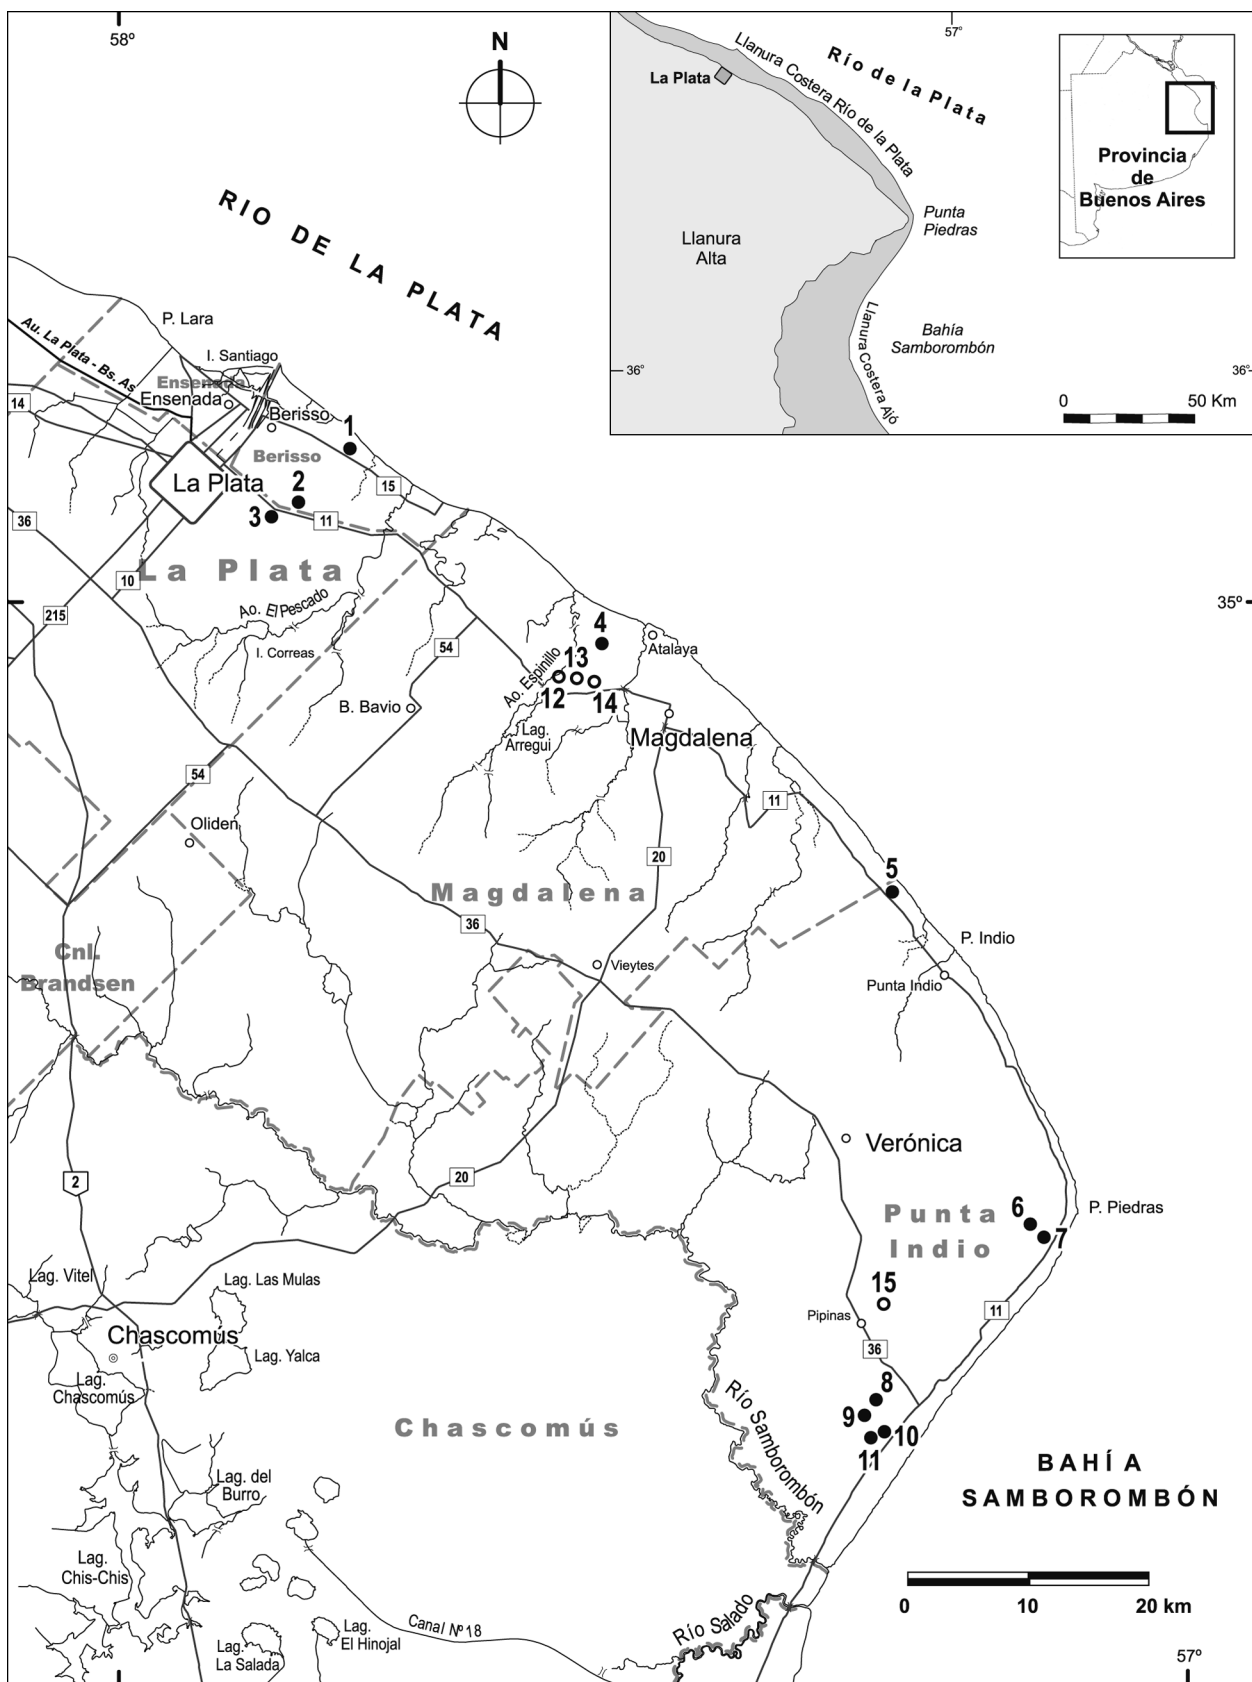 58º
N
RIO DE LA PLATA
57º
Llanura Costera Río de la Plata
Río de la Plata
La Plata
Llanura
Alta
Punta
Piedras
Bahía
Samborombón
Llanura Costera Ajó
36º
36º
0 50 Km
Provincia
de
Buenos Aires
P. Lara
Au. La Plata - Bs. As
I. Santiago
Ensenada
Ensenada
14
Berisso
1
Berisso
La Plata
15
2
3
11
36
La Plata
10
215
Ao. El Pescado
I. Correas
54
35º
4
Atalaya
13
Ao. Espinillo
12
14
B. Bavio
Lag.
Arregui
Magdalena
54
11
Oliden
20
5
Magdalena
36
Cnl.
Brandsen
P. Indio
Vieytes
Punta Indio
Verónica
2
20
P. Piedras
6
7
Punta
Indio
Lag. Vitel
Lag. Las Mulas
15
11
Pipinas
Chascomús
36
Lag. Yalca
Lag.
Chascomús
8
9
10
11
Chascomús
Río Samborombón
BAHÍA
SAMBOROMBÓN
Lag. del
Burro
Lag.
Chis-Chis
0 10 20 km
Canal Nº 18
Río Salado
Lag.
El Hinojal
Lag.
La Salada
57º